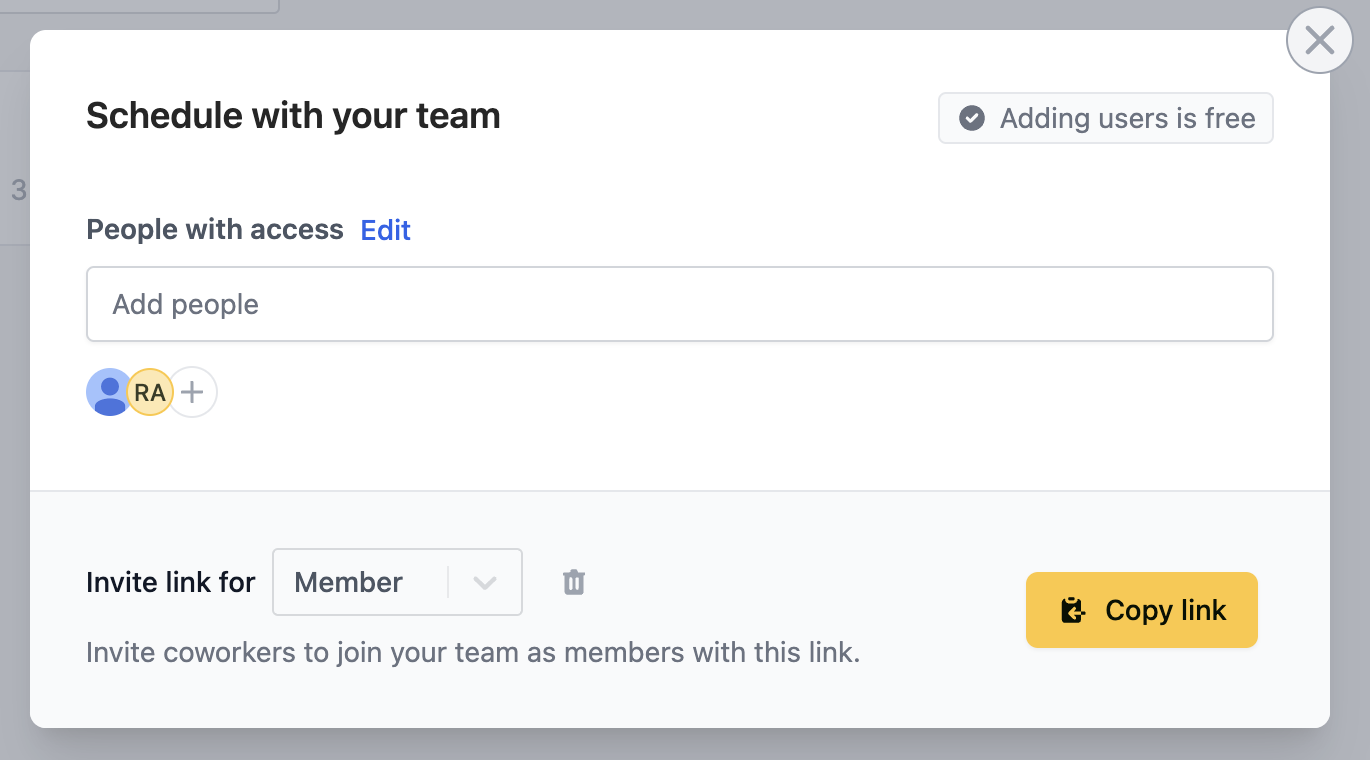 Schedule with your team
Adding users is free
3
People with access Edit
Add people
RA
Invite link for Member
Copy link
Invite coworkers to join your team as members with this link.